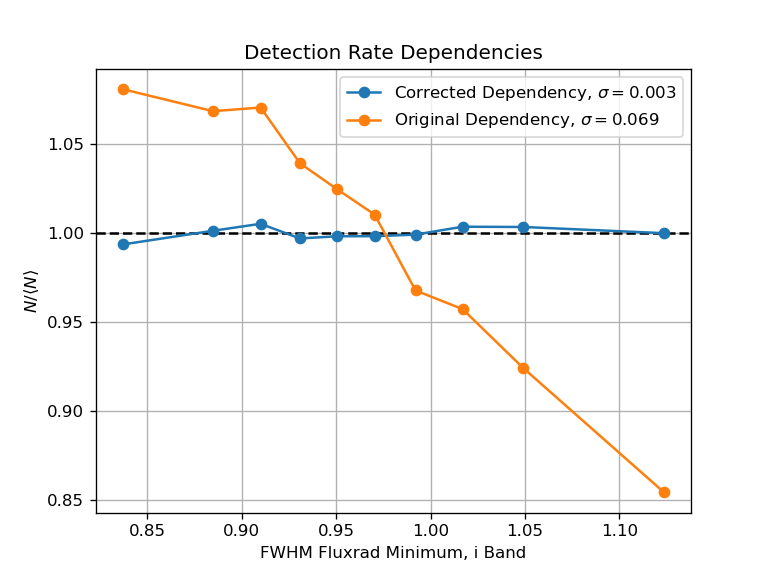 Detection Rate Dependencies
Corrected Dependency, σ = 0.003
Original Dependency, σ = 0.069
1.05
1.00
0.95
0.90
0.85
N/⟨N⟩
0.85 0.90 0.95 1.00 1.05 1.10
FWHM Fluxrad Minimum, i Band